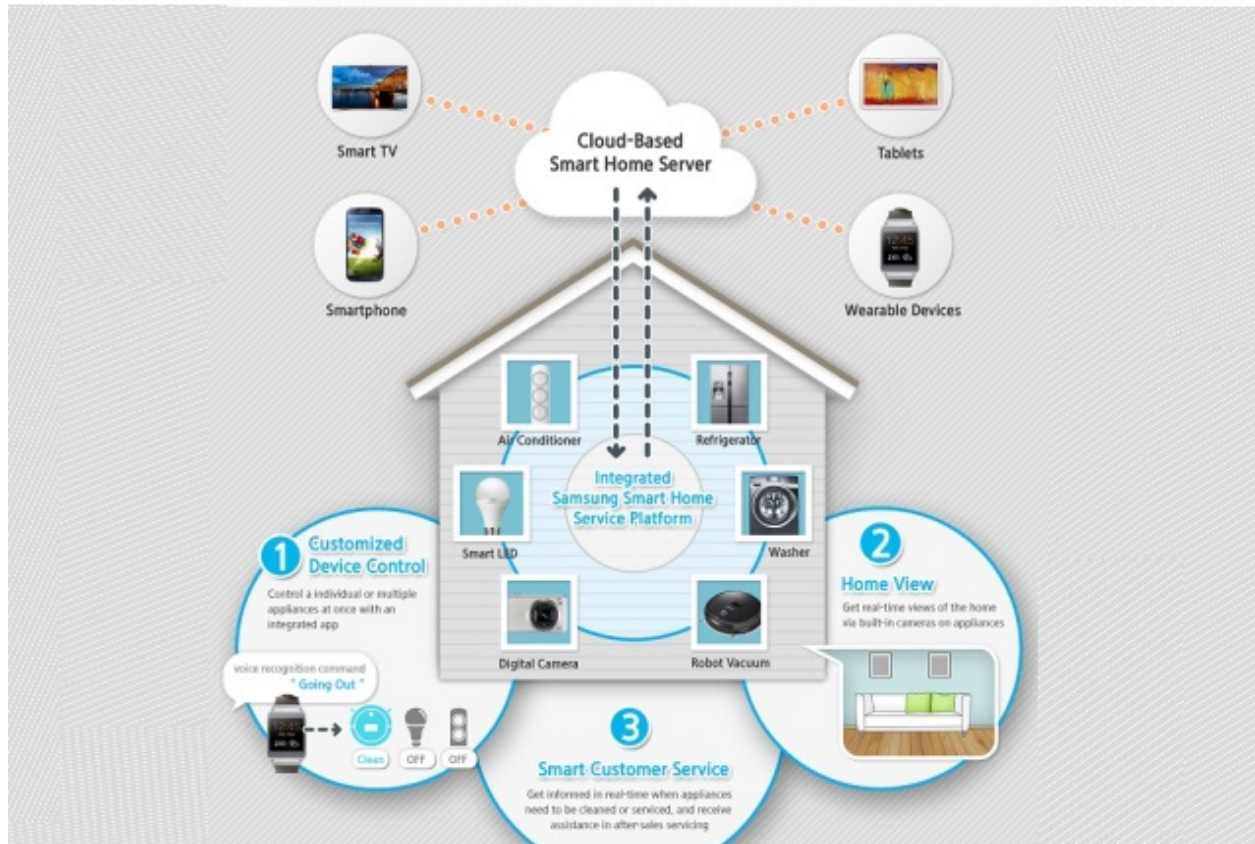 Cloud-Based
Smart Home Server
Smart TV
Tablets
Smartphone
Wearable Devices
Air Conditioner
Refrigerator
Integrated
Samsung Smart Home
Service Platform
Smart LED
Washer
Digital Camera
Robot Vacuum
1
Customized
Device Control
Control a individual or multiple
appliances at once with an
integrated app
voice recognition command
" Going Out "
Clean
OFF
Off
2
Home View
Get real-time views of the home
via built-in cameras on appliances
3
Smart Customer Service
Get informed in real-time when appliances
need to be cleaned or serviced, and receive
assistance in after-sales servicing